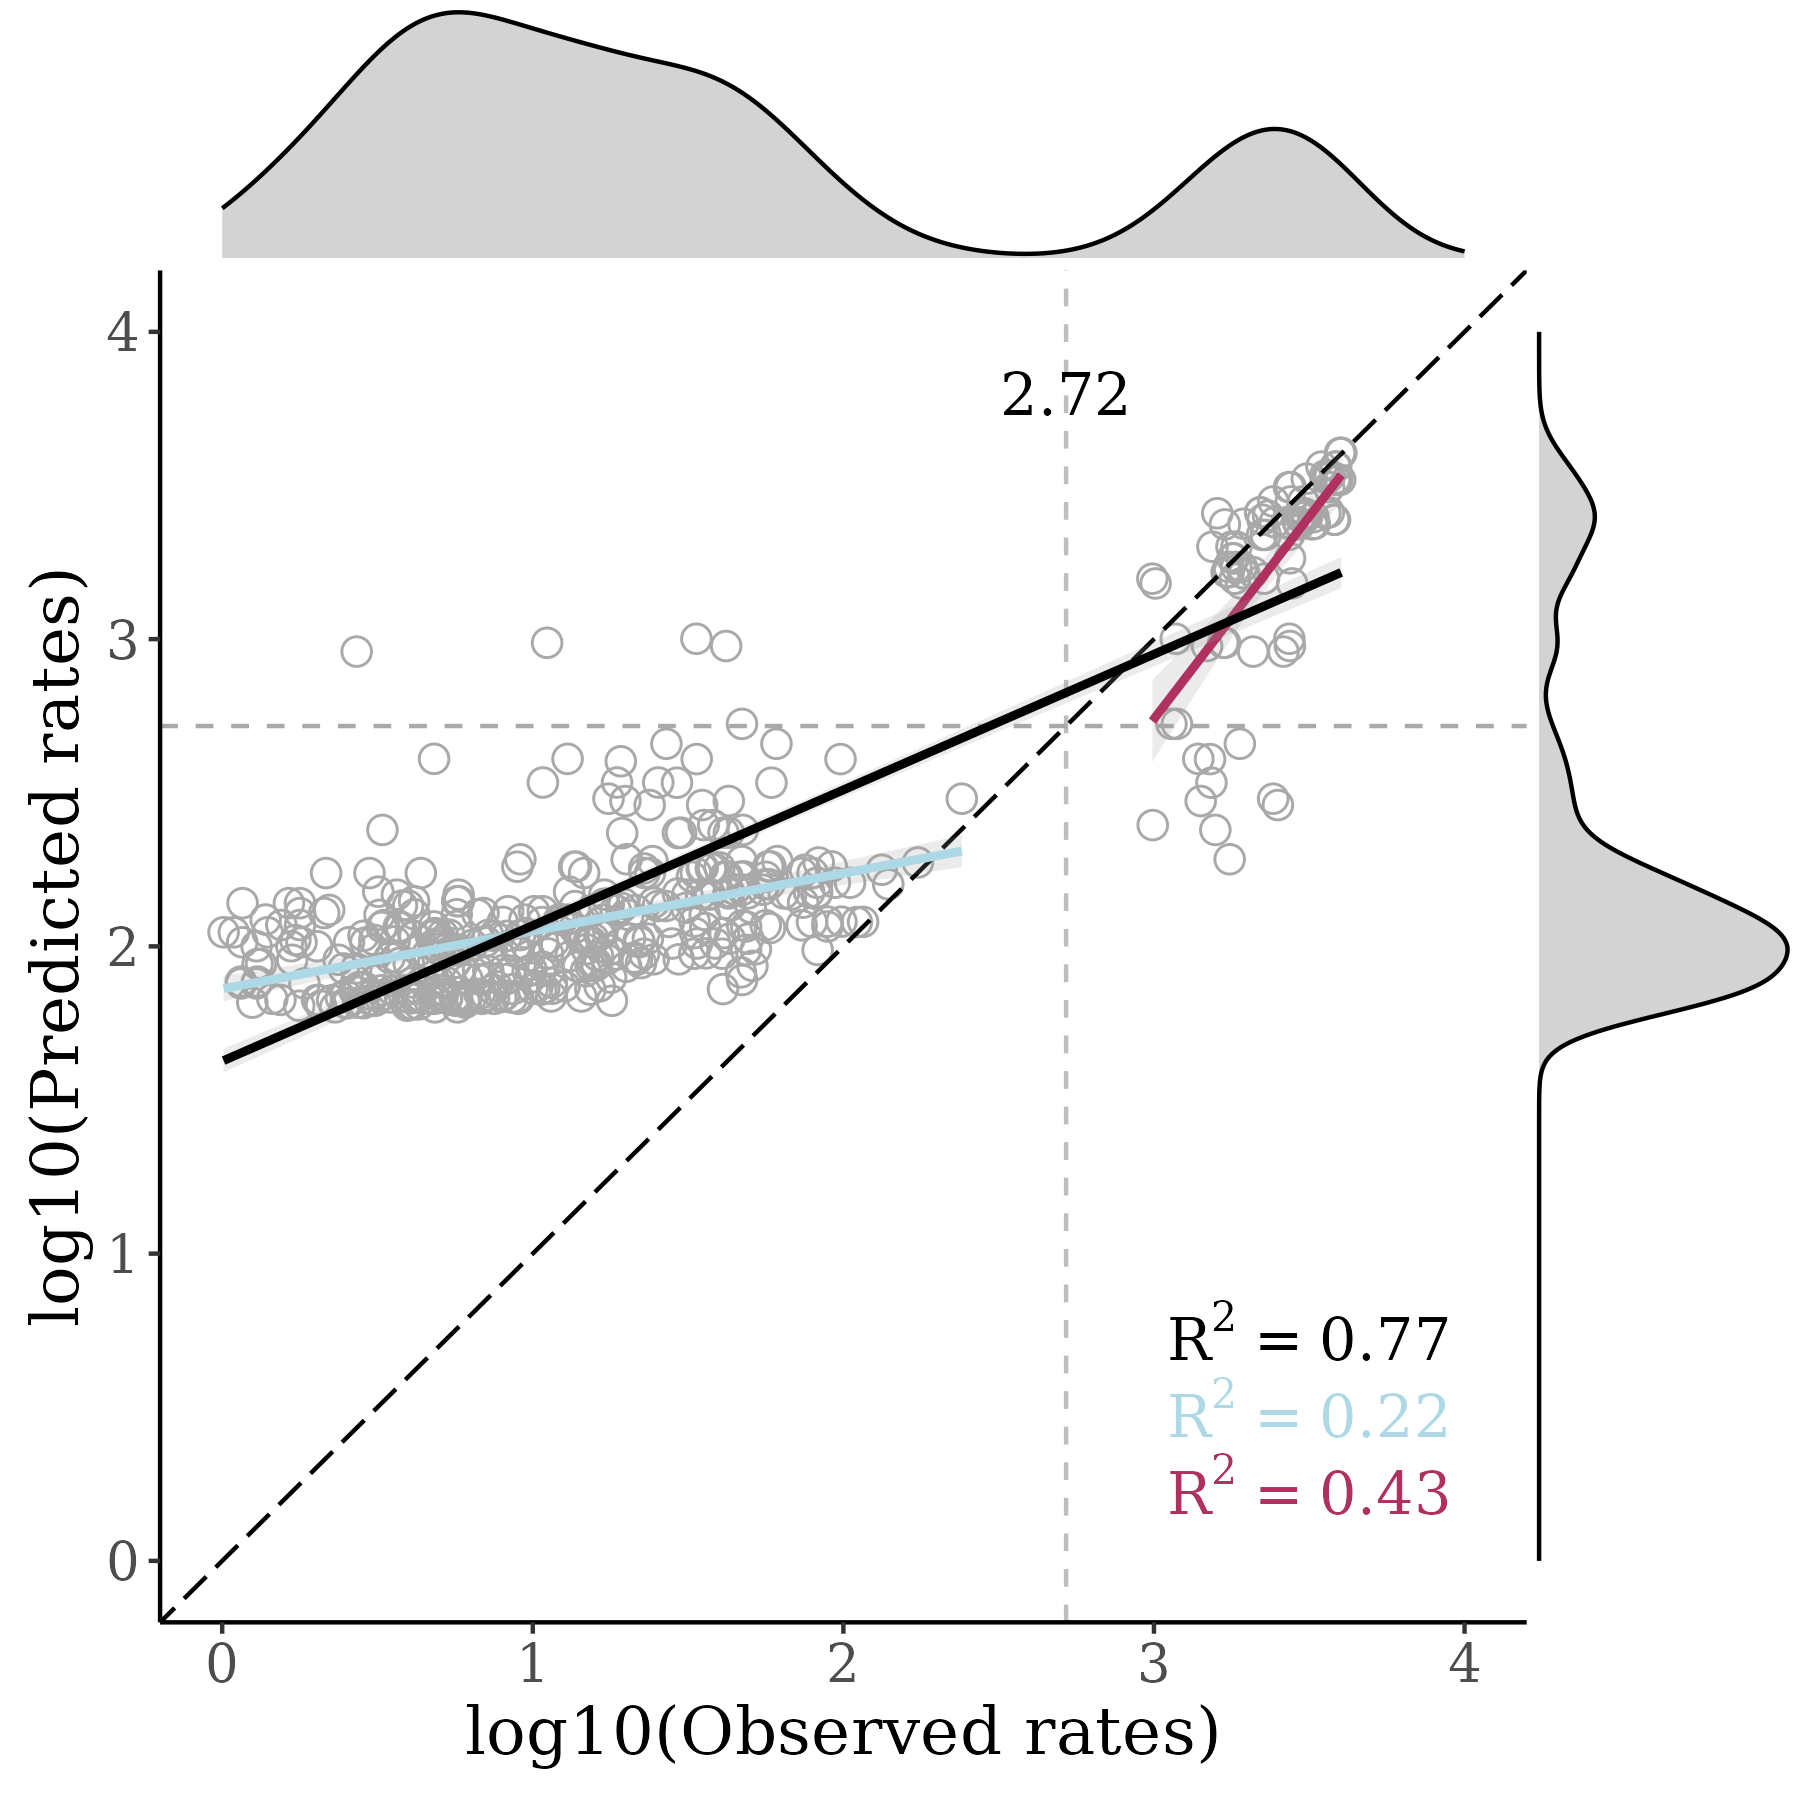 4
2.72
3
2
1
0
log10(Predicted rates)
R² = 0.77
R² = 0.22
R² = 0.43
0 1 2 3 4
log10(Observed rates)